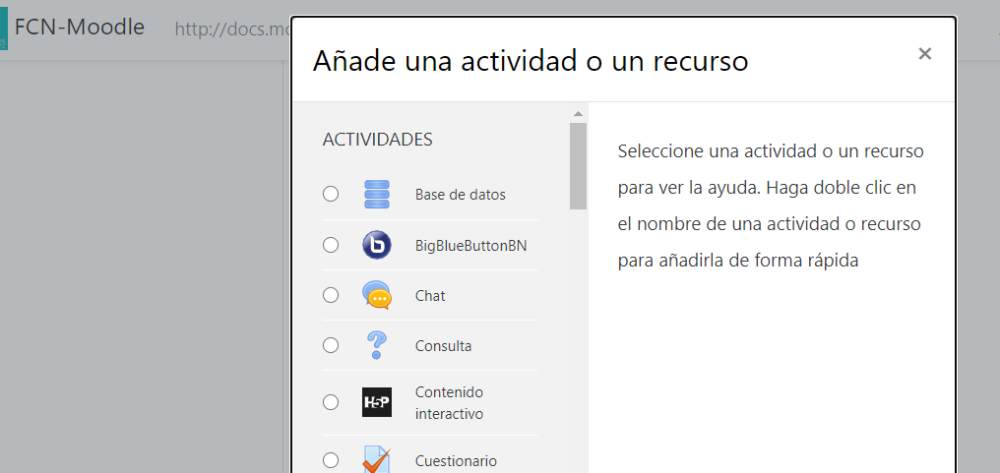 FCN-Moodle
http://docs.mo
Añade una actividad o un recurso
×
ACTIVIDADES
Base de datos
BigBlueButtonBN
Chat
Consulta
H5P
Contenido
interactivo
Cuestionario
Seleccione una actividad o un recurso
para ver la ayuda. Haga doble clic en
el nombre de una actividad o recurso
para añadirla de forma rápida